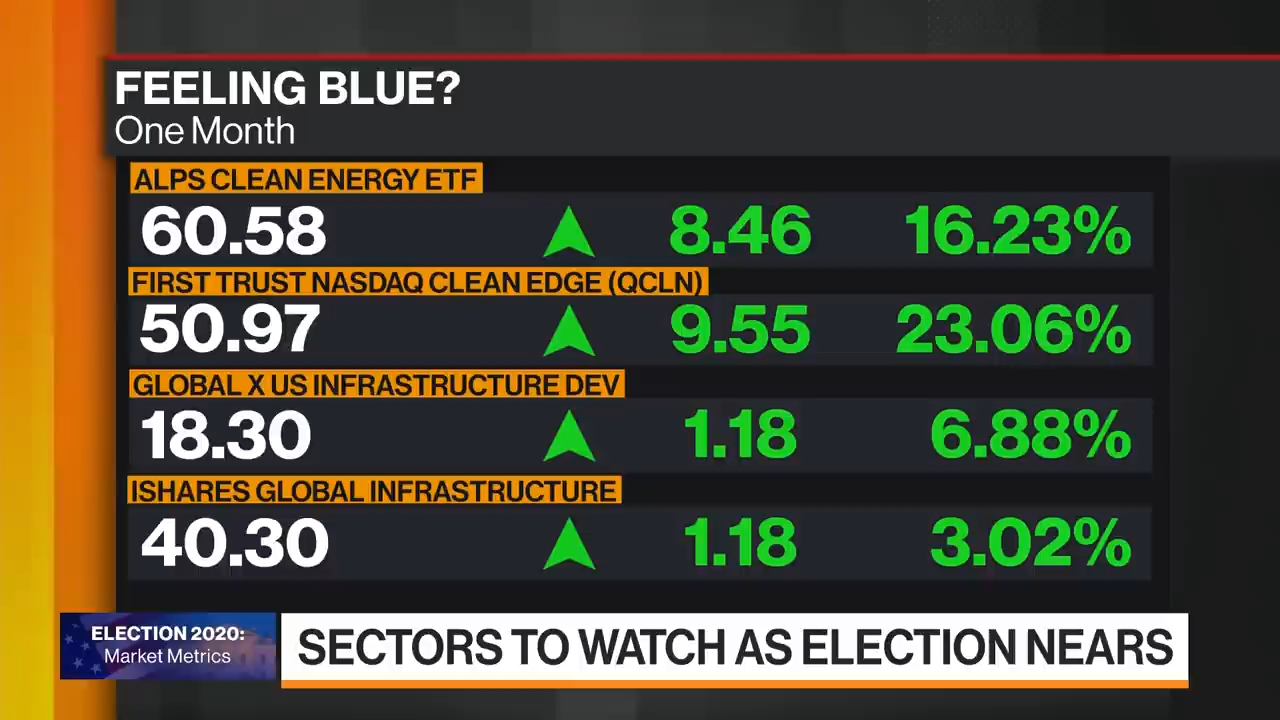 FEELING BLUE?
One Month
ALPS CLEAN ENERGY ETF
60.58 8.46 16.23%
FIRST TRUST NASDAQ CLEAN EDGE (QCLN)
50.97 9.55 23.06%
GLOBAL X US INFRASTRUCTURE DEV
18.30 1.18 6.88%
ISHARES GLOBAL INFRASTRUCTURE
40.30 1.18 3.02%
ELECTION 2020:
Market Metrics
SECTORS TO WATCH AS ELECTION NEARS